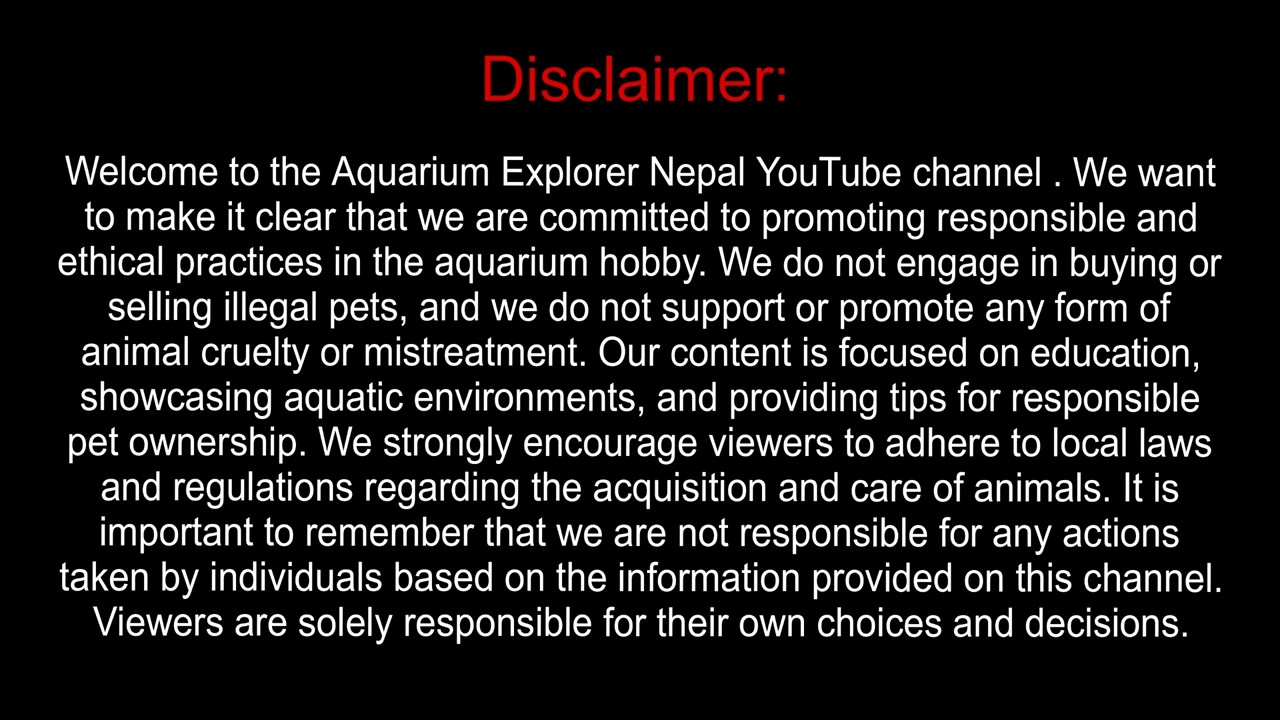 Disclaimer:
Welcome to the Aquarium Explorer Nepal YouTube channel . We want
to make it clear that we are committed to promoting responsible and
ethical practices in the aquarium hobby. We do not engage in buying or
selling illegal pets, and we do not support or promote any form of
animal cruelty or mistreatment. Our content is focused on education,
showcasing aquatic environments, and providing tips for responsible
pet ownership. We strongly encourage viewers to adhere to local laws
and regulations regarding the acquisition and care of animals. It is
important to remember that we are not responsible for any actions
taken by individuals based on the information provided on this channel.
Viewers are solely responsible for their own choices and decisions.